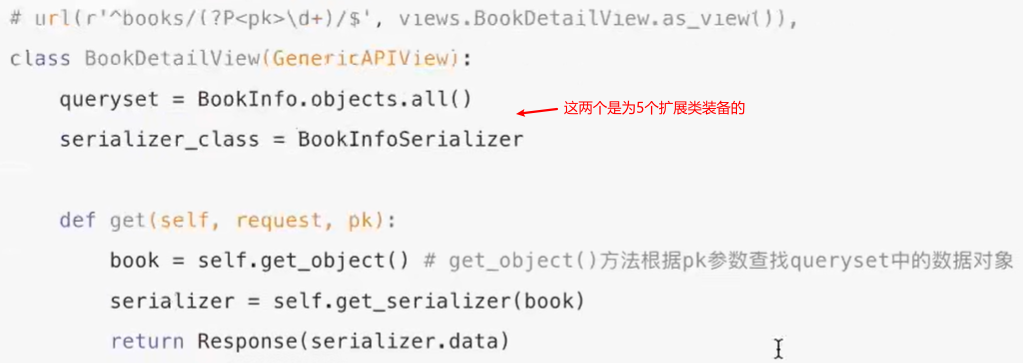 # url(r'^books/(?P<pk>\d+)/$', views.BookDetailView.as_view()),
class BookDetailView(GenericAPIView):
queryset = BookInfo.objects.all()
这两个是为5个扩展类装备的
serializer_class = BookInfoSerializer
def get(self, request, pk):
book = self.get_object() # get_object()方法根据pk参数查找queryset中的数据对象
serializer = self.get_serializer(book)
return Response(serializer.data)